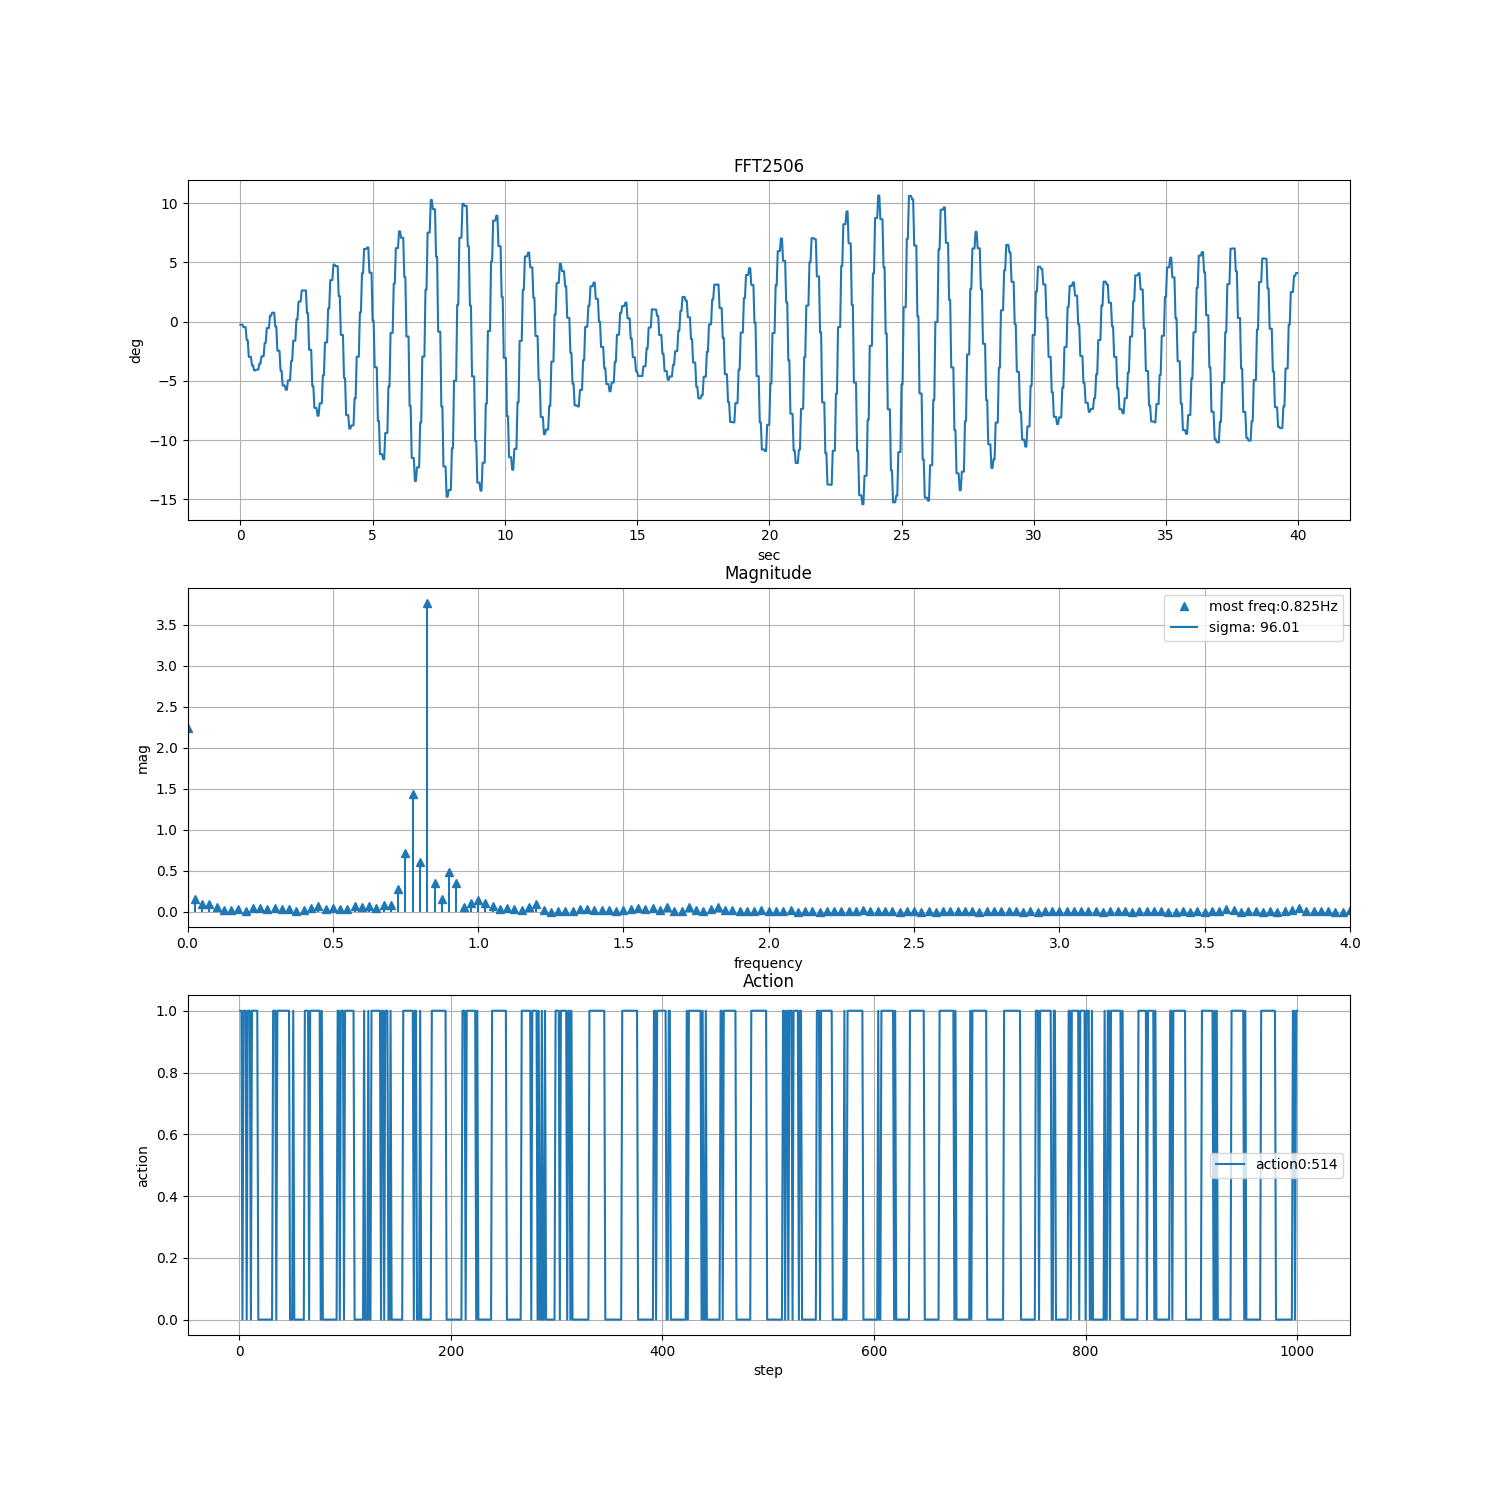 FFT2506
10
5
0
−5
−10
−15
deg
0 5 10 15 20 25 30 35 40
sec
Magnitude
most freq:0.825Hz
sigma: 96.01
3.5
3.0
2.5
2.0
1.5
1.0
0.5
0.0
mag
0.0 0.5 1.0 1.5 2.0 2.5 3.0 3.5 4.0
frequency
Action
1.0
0.8
0.6
0.4
0.2
0.0
action
action0:514
0 200 400 600 800 1000
step